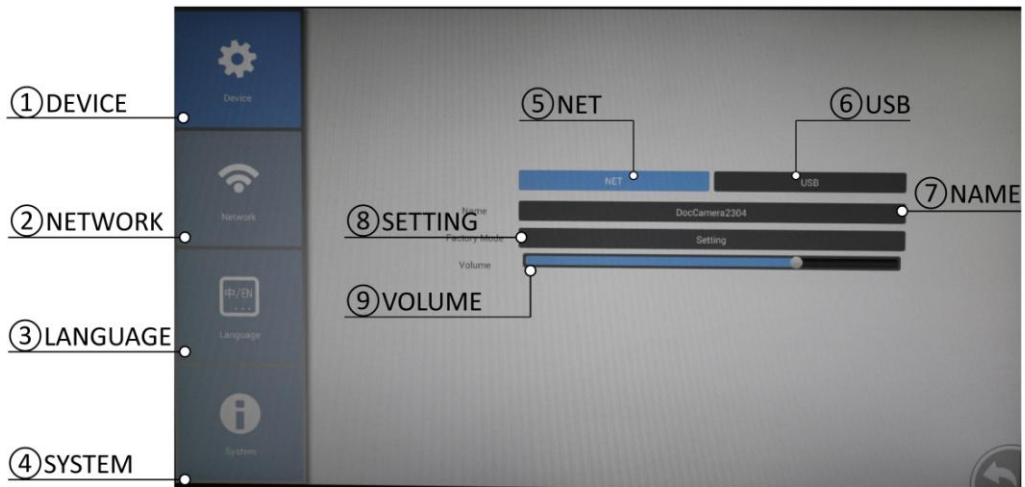 ①DEVICE
②NETWORK
③LANGUAGE
④SYSTEM
Device
Network
中/EN
...
Language
System
⑤NET
⑥USB
NET
USB
⑦NAME
Name
DocCamera2304
⑧SETTING
Factory Mode
Setting
Volume
⑨VOLUME